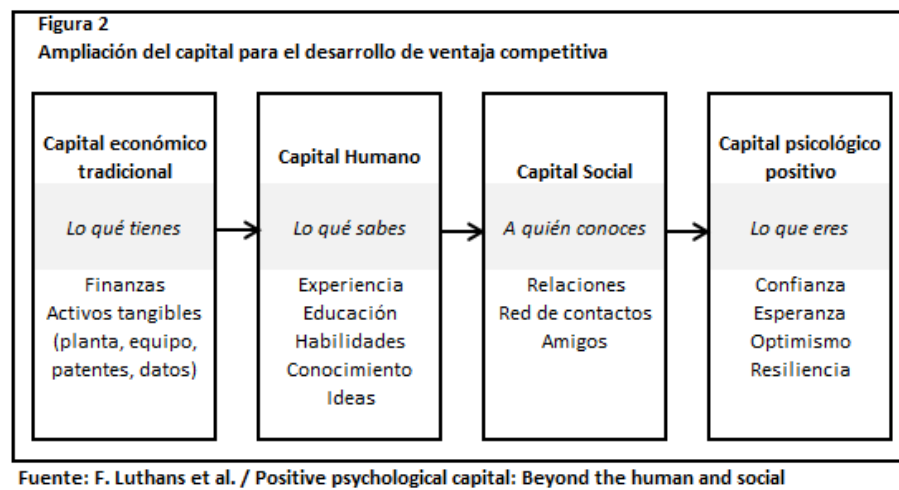 Figura 2
Ampliación del capital para el desarrollo de ventaja competitiva
Capital económico
tradicional
Lo qué tienes
Finanzas
Activos tangibles
(planta, equipo,
patentes, datos)
Capital Humano
Lo qué sabes
Experiencia
Educación
Habilidades
Conocimiento
Ideas
Capital Social
A quién conoces
Relaciones
Red de contactos
Amigos
Capital psicológico
positivo
Lo que eres
Confianza
Esperanza
Optimismo
Resiliencia
Fuente: F. Luthans et al. / Positive psychological capital: Beyond the human and social